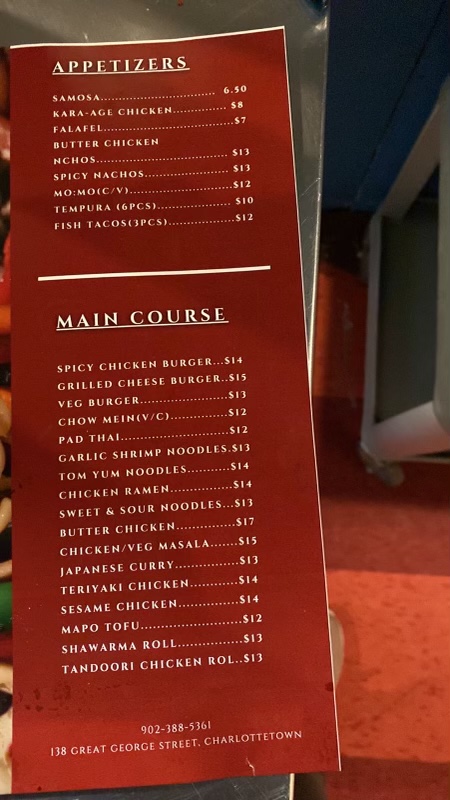 APPETIZERS
SAMOSA............................. 6.50
KARA-AGE CHICKEN.............. $8
FALAFEL.................................$7
BUTTER CHICKEN
NCHOS................................. $13
SPICY NACHOS..................... $13
MO:MO(C/V).........................$12
TEMPURA (6PCS).................. $10
FISH TACOS(3PCS)................$12
MAIN COURSE
SPICY CHICKEN BURGER...$14
GRILLED CHEESE BURGER..$15
VEG BURGER......................$13
CHOW MEIN(V/C)...............$12
PAD THAI...........................$12
GARLIC SHRIMP NOODLES.$13
TOM YUM NOODLES..........$14
CHICKEN RAMEN...............$14
SWEET & SOUR NOODLES...$13
BUTTER CHICKEN...............$17
CHICKEN/VEG MASALA.......$15
JAPANESE CURRY................$13
TERIYAKI CHICKEN............$14
SESAME CHICKEN...............$14
MAPO TOFU........................$12
SHAWARMA ROLL...............$13
TANDOORI CHICKEN ROL..$13
902-388-5361
138 GREAT GEORGE STREET, CHARLOTTETOWN